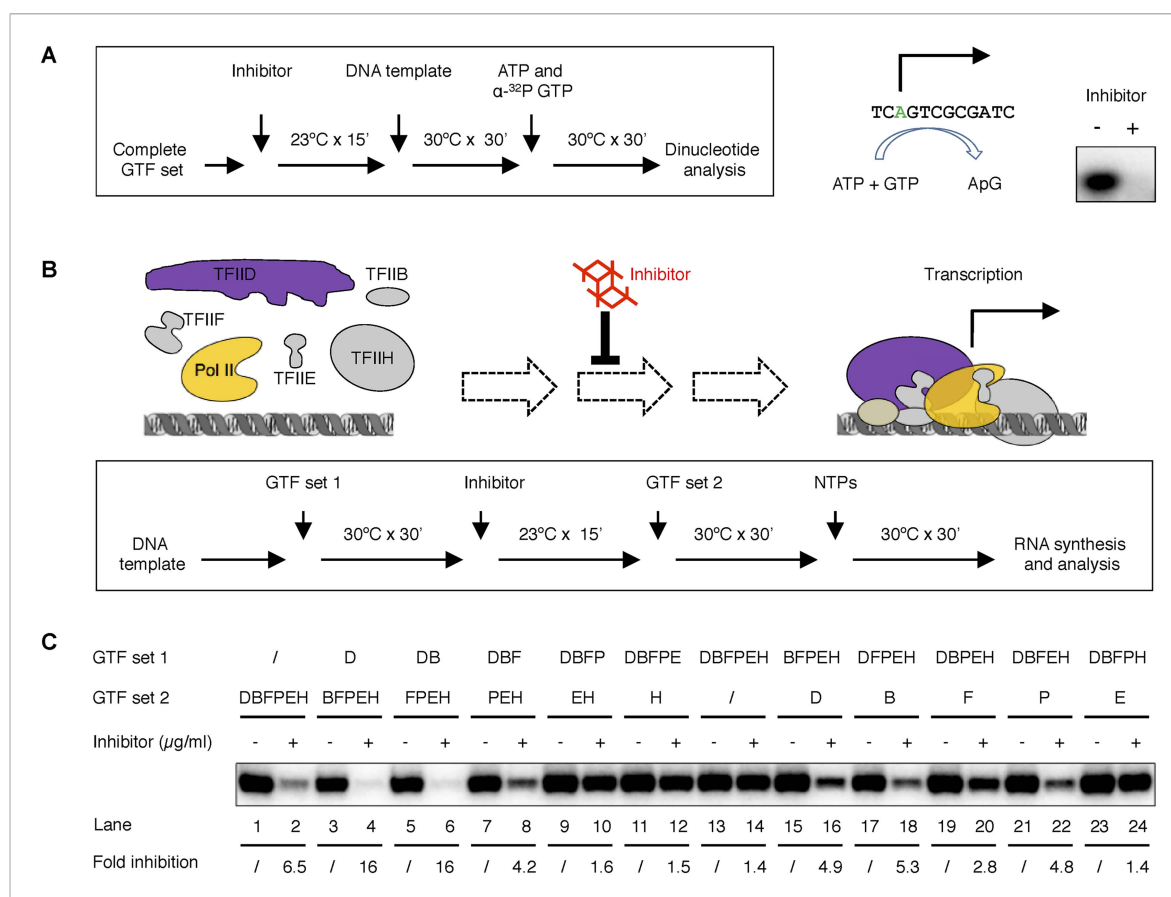 A
Inhibitor
DNA template
ATP and
α-³²P GTP
Complete
GTF set
23ºC x 15’
30ºC x 30’
30ºC x 30’
Dinucleotide
analysis
TCAGTCGCGATC
ATP + GTP
ApG
Inhibitor
- +
B
TFIID
TFIIB
TFIIF
Pol II
TFIIE
TFIIH
Inhibitor
Transcription
GTF set 1
Inhibitor
GTF set 2
NTPs
DNA
template
30ºC x 30’
23ºC x 15’
30ºC x 30’
30ºC x 30’
RNA synthesis
and analysis
C
GTF set 1 / D DB DBF DBFP DBFPE DBFPEH BFPEH DFPEH DBPEH DBFEH DBFPH
GTF set 2 DBFPEH BFPEH FPEH PEH EH H / D B F P E
Inhibitor (µg/ml) - + - + - + - + - + - + - + - + - + - + - + - +
Lane 1 2 3 4 5 6 7 8 9 10 11 12 13 14 15 16 17 18 19 20 21 22 23 24
Fold inhibition / 6.5 / 16 / 16 / 4.2 / 1.6 / 1.5 / 1.4 / 4.9 / 5.3 / 2.8 / 4.8 / 1.4